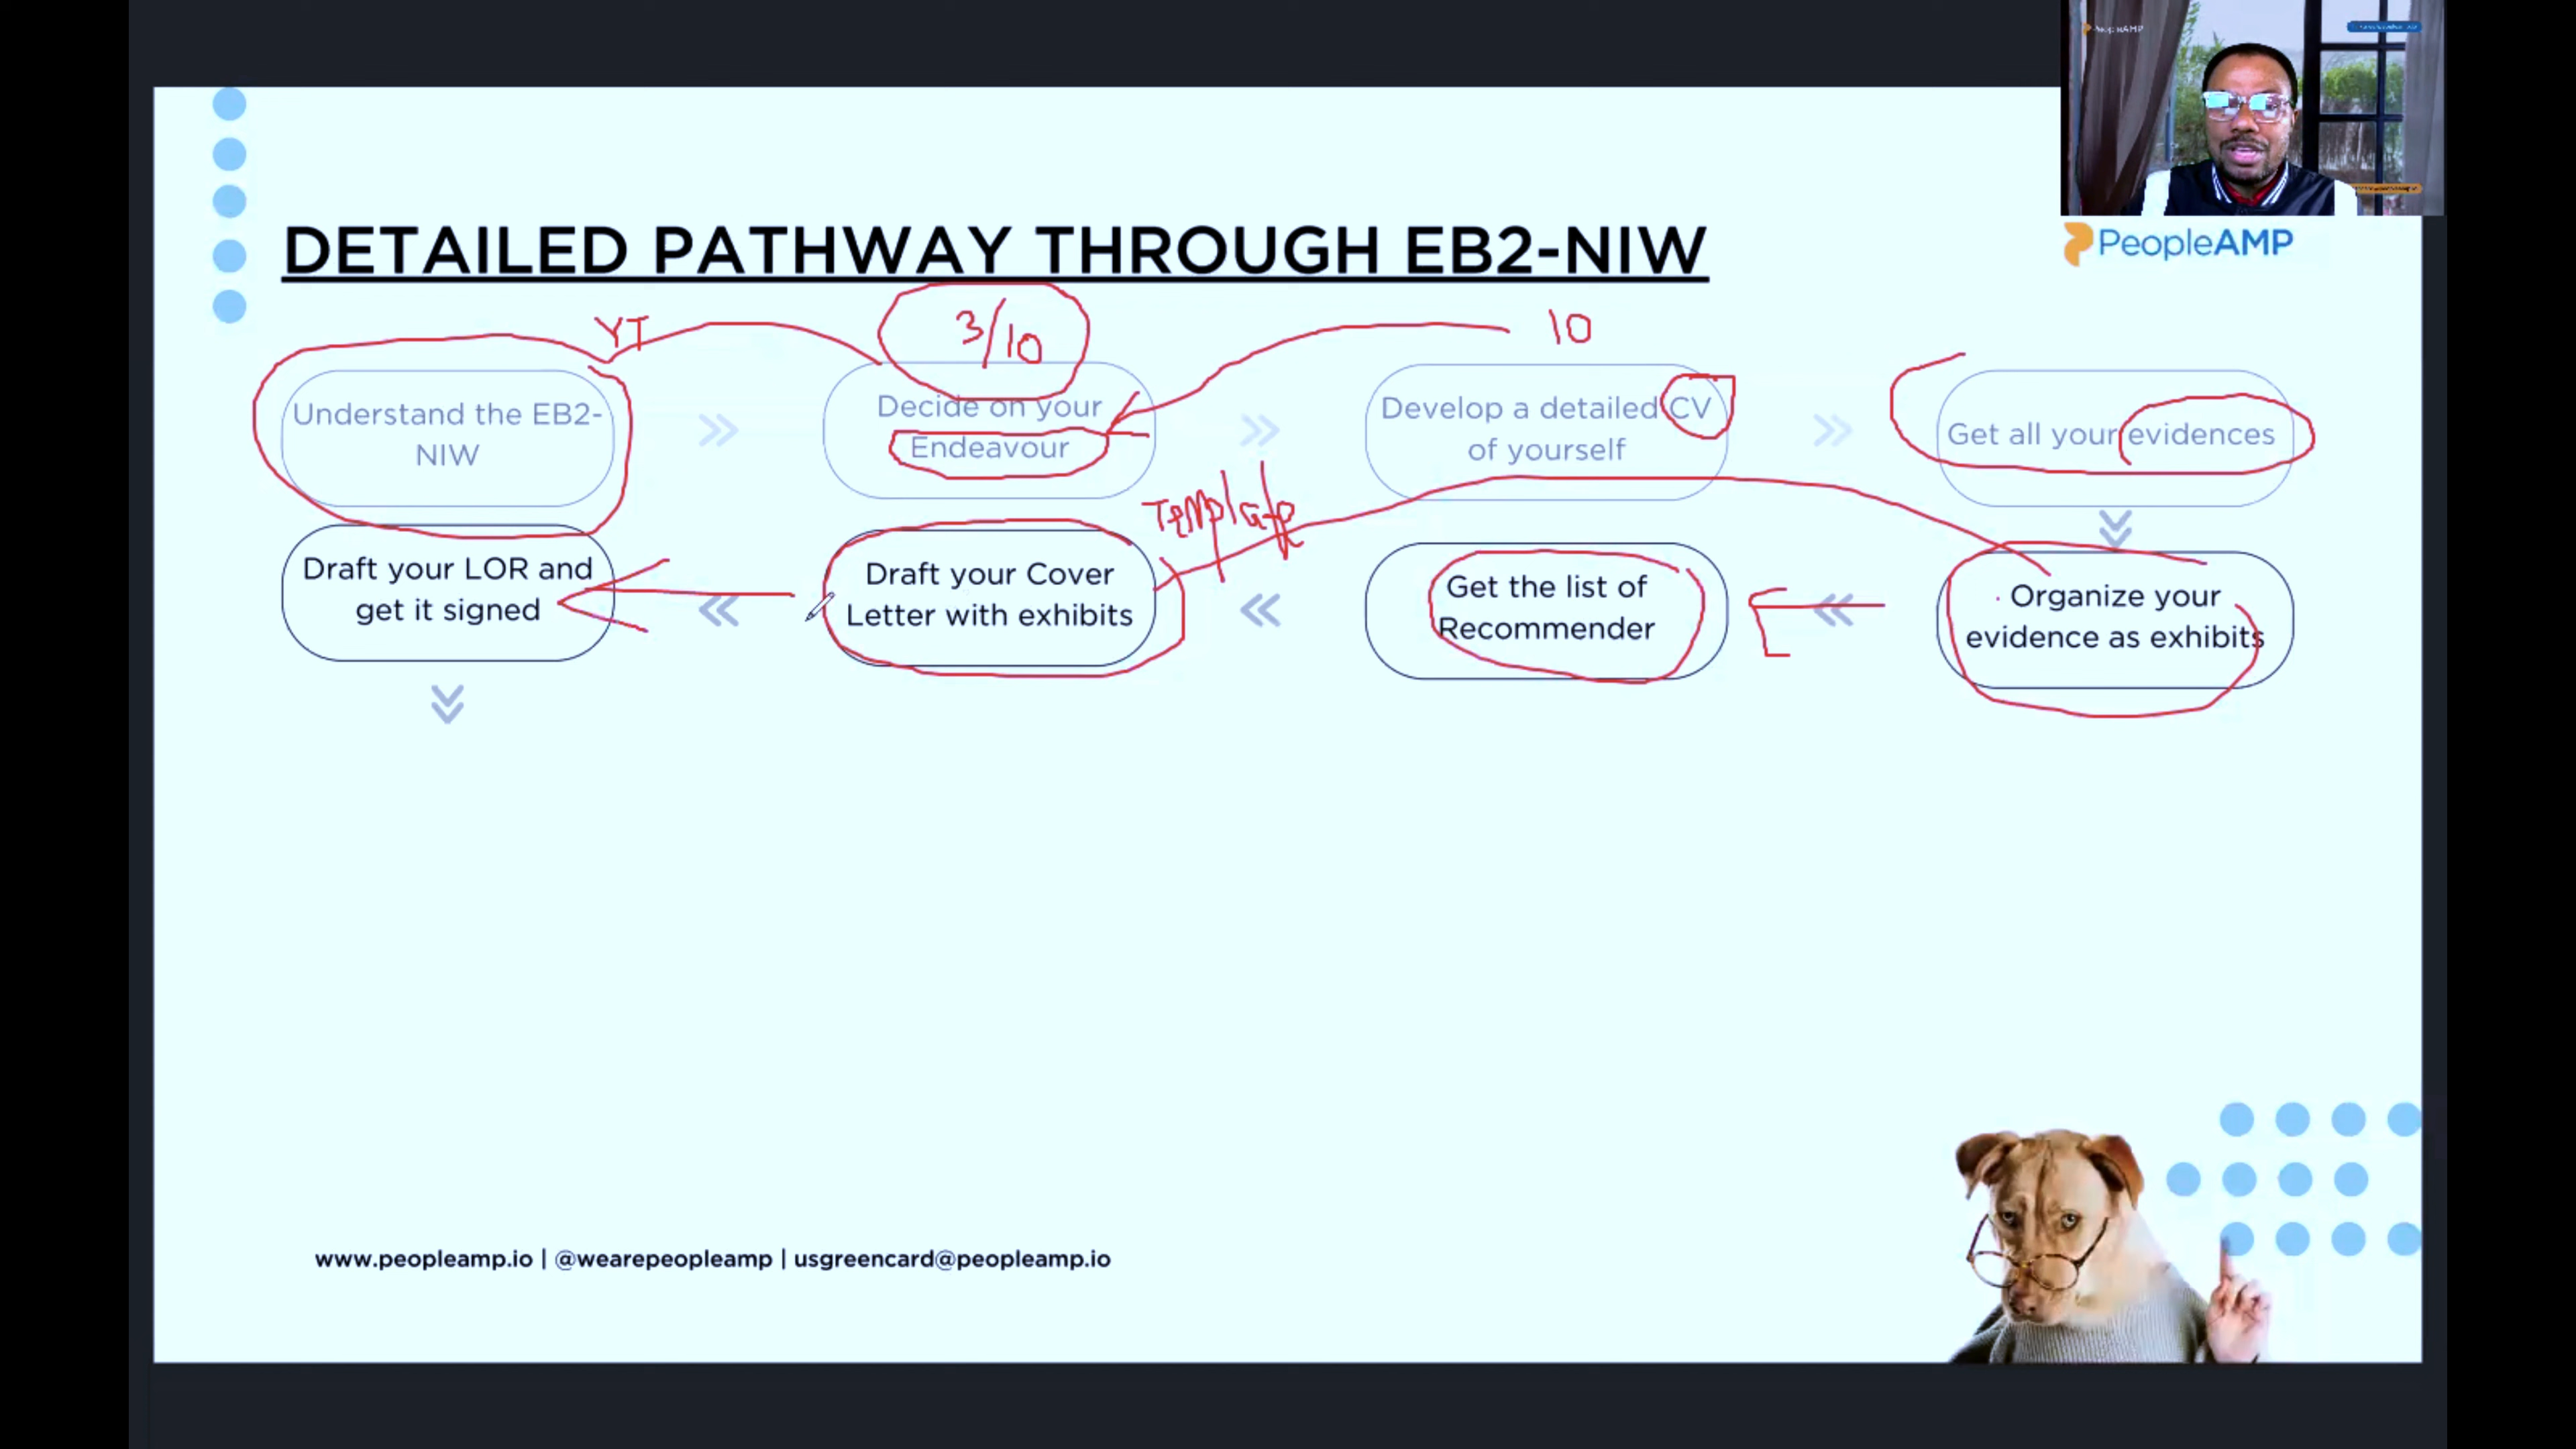 PeopleAMP
DETAILED PATHWAY THROUGH EB2-NIW
PeopleAMP
YT
3/10
10
Understand the EB2-
NIW
Decide on your
Endeavour
Develop a detailed CV
of yourself
Get all your evidences
Template
Draft your LOR and
get it signed
Draft your Cover
Letter with exhibits
Get the list of
Recommender
Organize your
evidence as exhibits
www.peopleamp.io | @wearepeopleamp | usgreencard@peopleamp.io